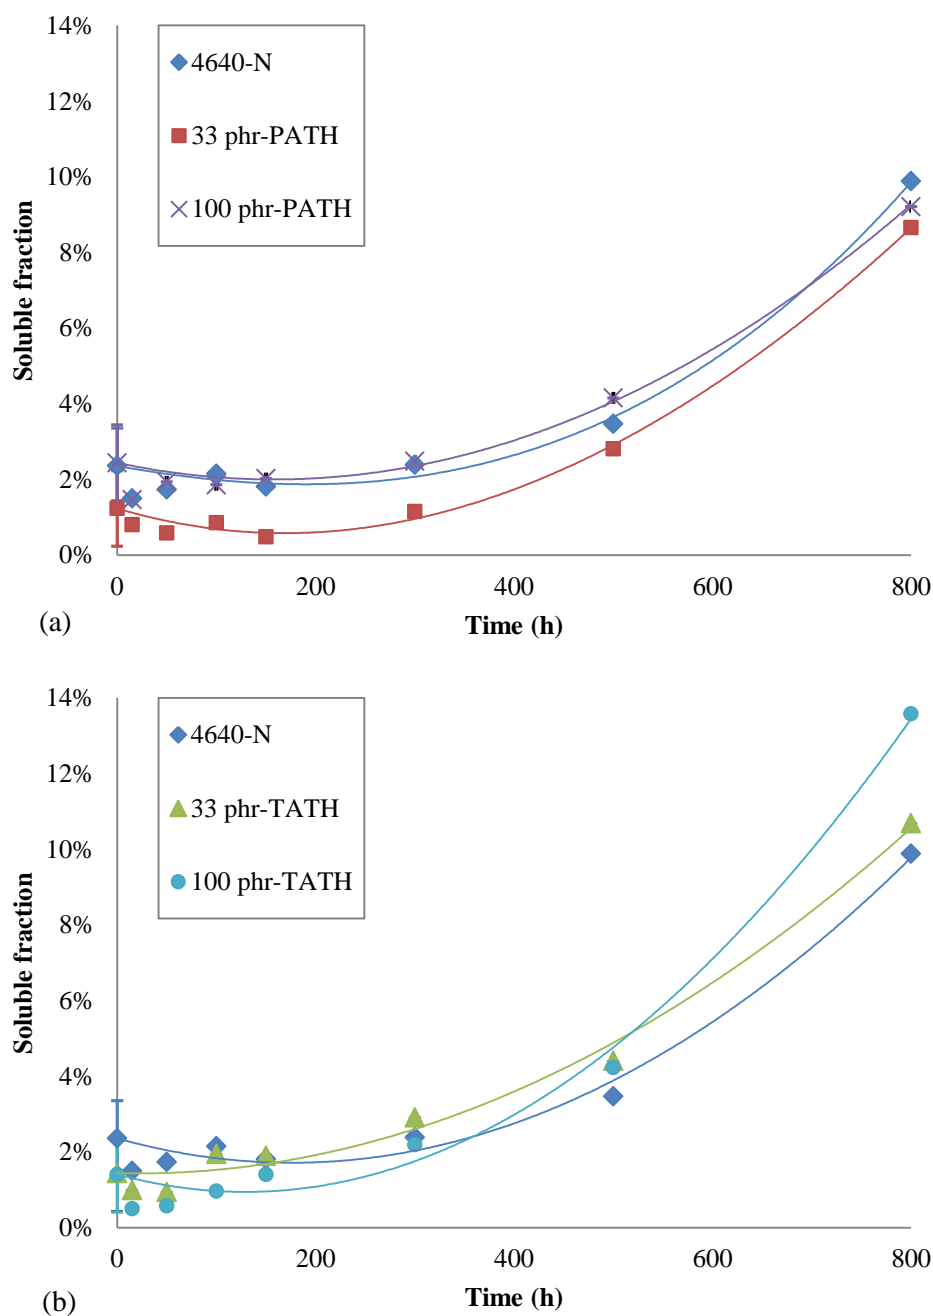 14%
12%
10%
8%
6%
4%
2%
0%
Soluble fraction
4640-N
33 phr-PATH
100 phr-PATH
0 200 400 600 800
Time (h)
(a)
14%
12%
10%
8%
6%
4%
2%
0%
Soluble fraction
4640-N
33 phr-TATH
100 phr-TATH
0 200 400 600 800
Time (h)
(b)